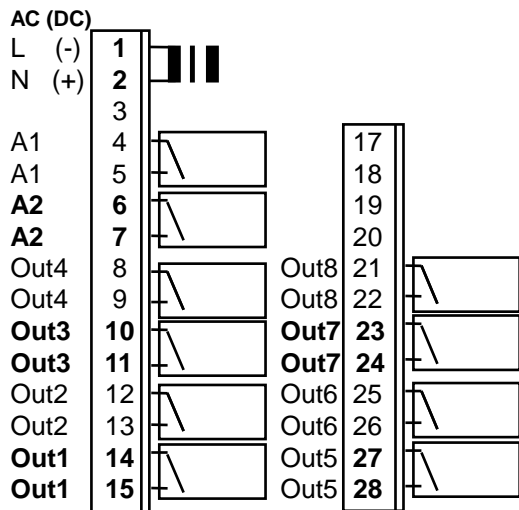 AC (DC)
L (-) 1
N (+) 2
3
A1 4
A1 5
A2 6
A2 7
Out4 8
Out4 9
Out3 10
Out3 11
Out2 12
Out2 13
Out1 14
Out1 15
17
18
19
20
Out8 21
Out8 22
Out7 23
Out7 24
Out6 25
Out6 26
Out5 27
Out5 28